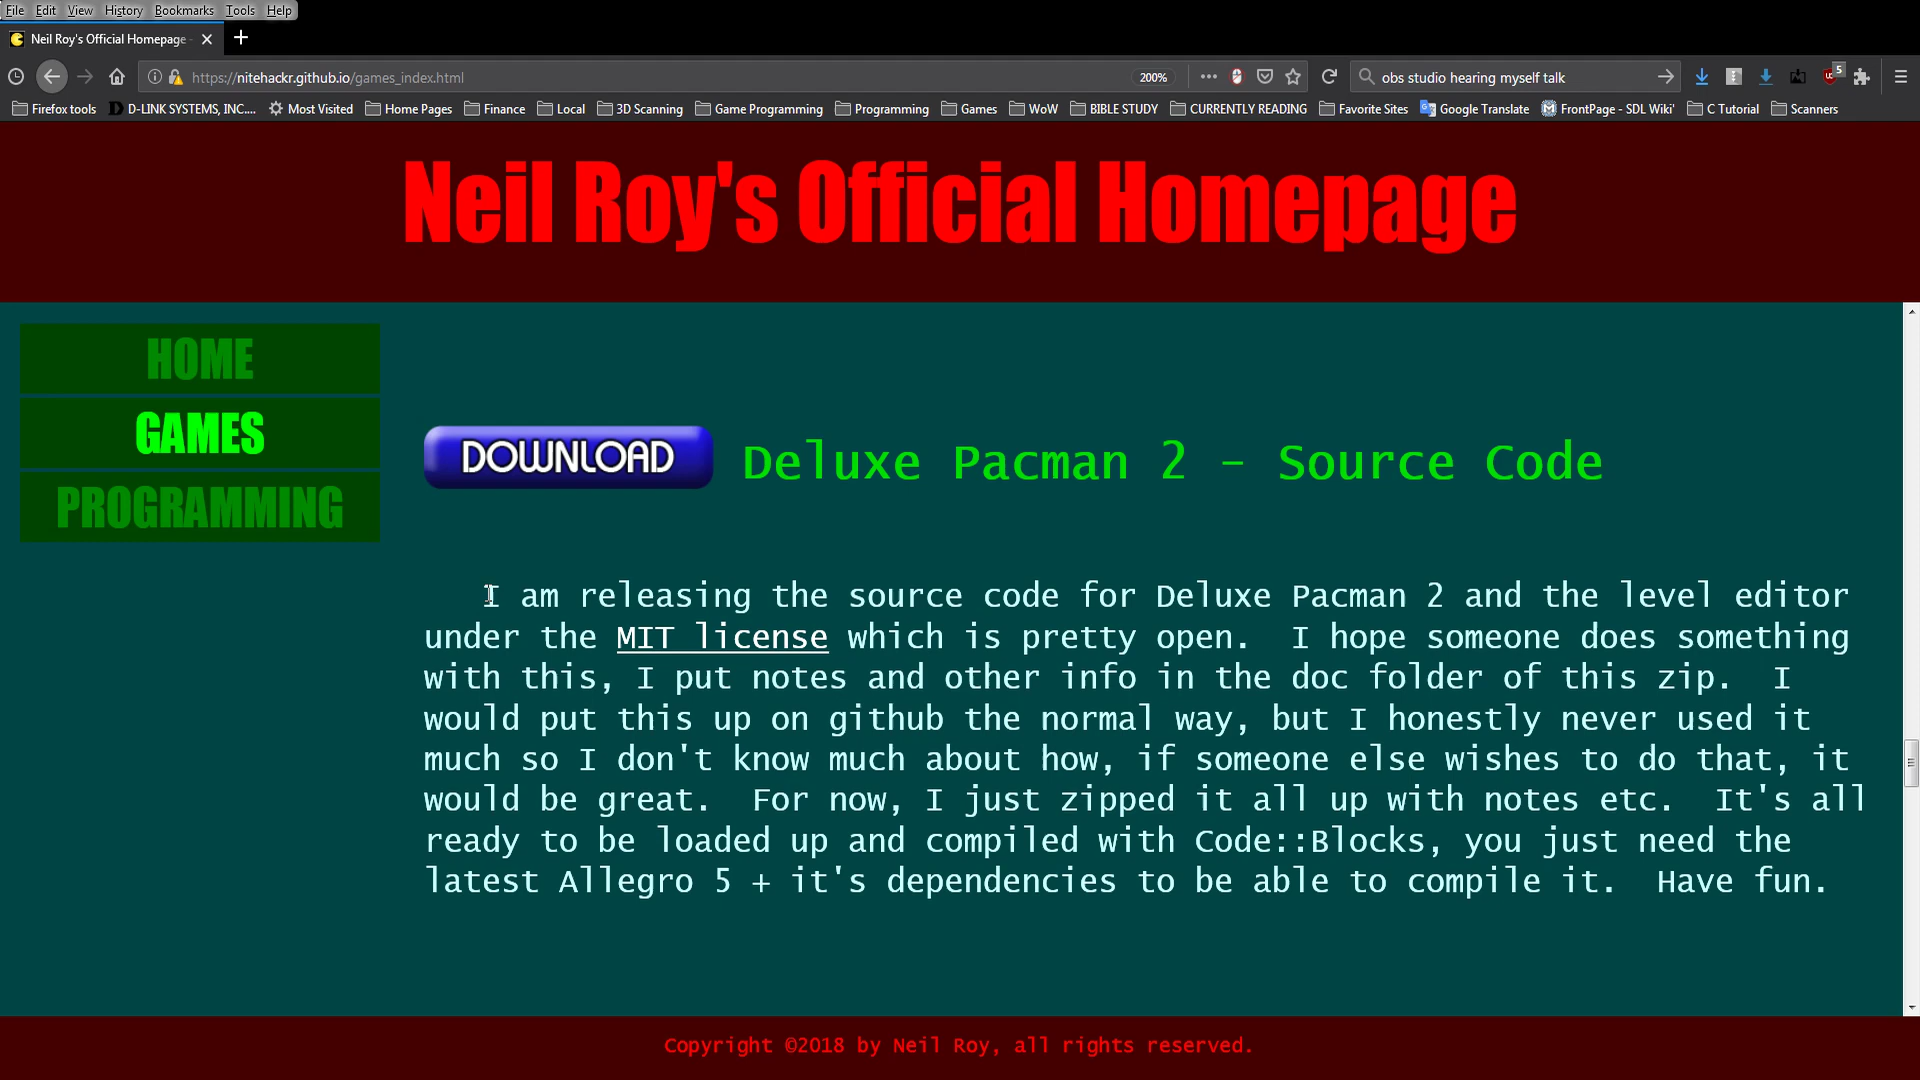 File Edit View History Bookmarks Tools Help
Neil Roy's Official Homepage -
https://nitehackr.github.io/games_index.html 200% obs studio hearing myself talk 5
Firefox tools D-LINK SYSTEMS, INC.... Most Visited Home Pages Finance Local 3D Scanning Game Programming Programming Games WoW BIBLE STUDY CURRENTLY READING Favorite Sites Google Translate FrontPage - SDL Wiki' C Tutorial Scanners
Neil Roy's Official Homepage
HOME
GAMES
PROGRAMMING
DOWNLOAD Deluxe Pacman 2 - Source Code
I am releasing the source code for Deluxe Pacman 2 and the level editor
under the MIT license which is pretty open. I hope someone does something
with this, I put notes and other info in the doc folder of this zip. I
would put this up on github the normal way, but I honestly never used it
much so I don't know much about how, if someone else wishes to do that, it
would be great. For now, I just zipped it all up with notes etc. It's all
ready to be loaded up and compiled with Code::Blocks, you just need the
latest Allegro 5 + it's dependencies to be able to compile it. Have fun.
Copyright ©2018 by Neil Roy, all rights reserved.